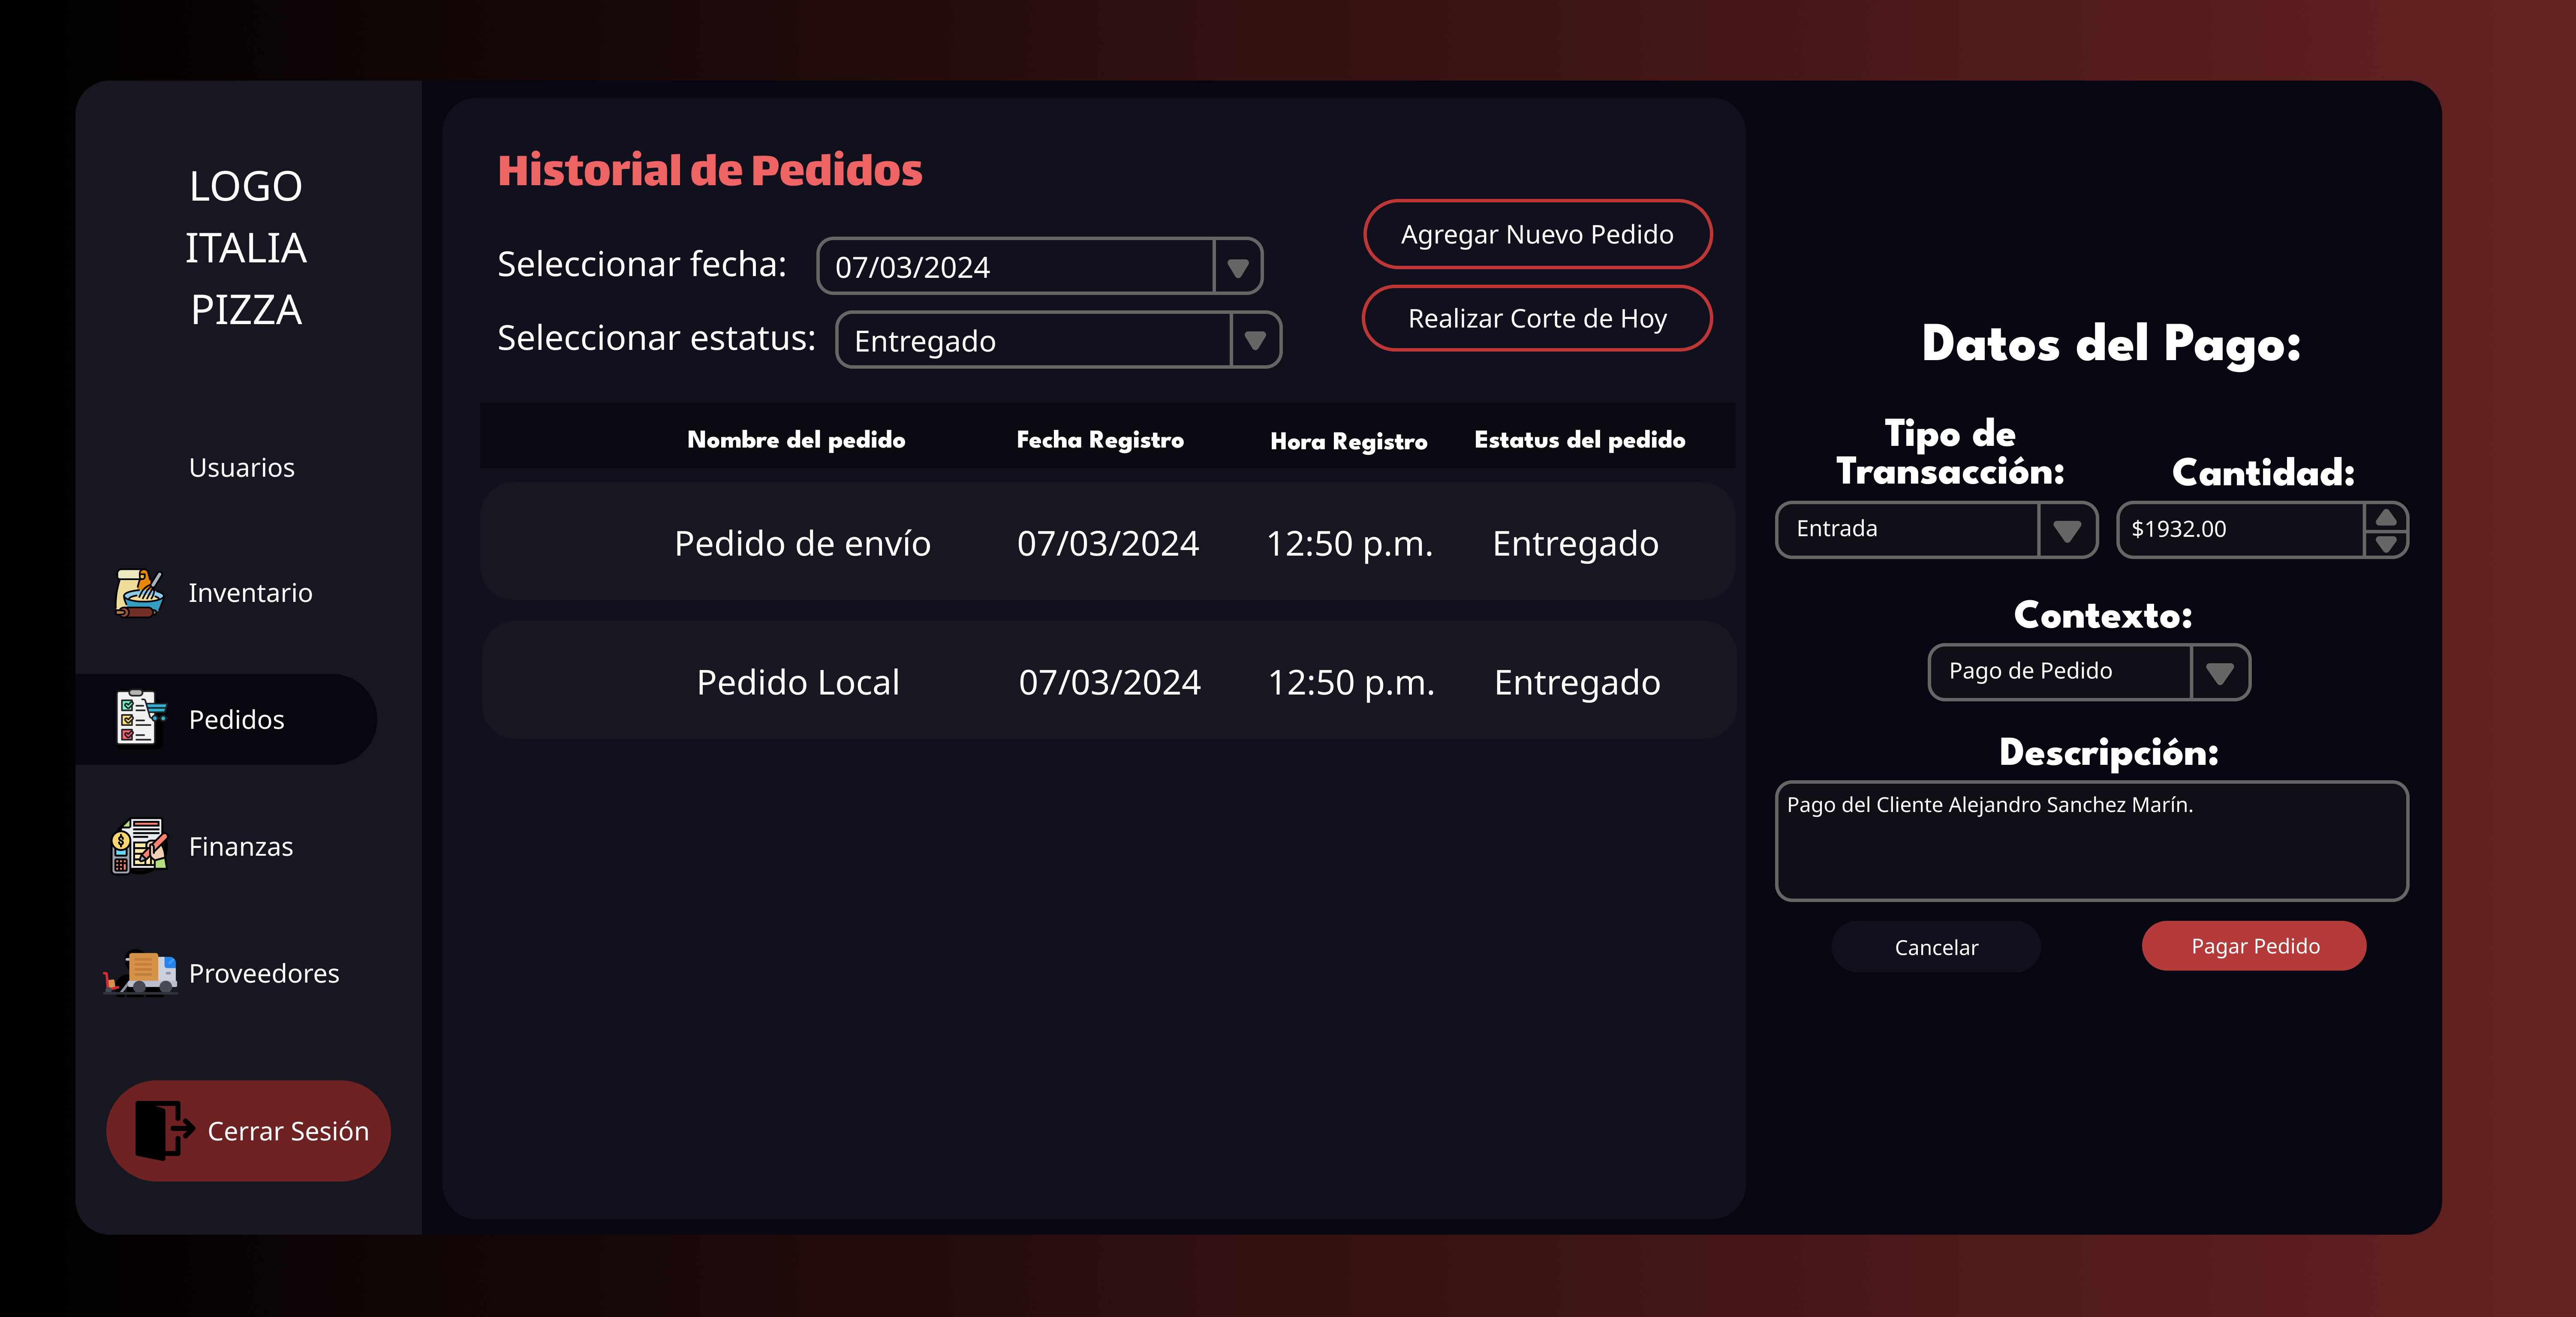 LOGO
ITALIA
PIZZA
Usuarios
Inventario
Pedidos
Finanzas
Proveedores
Cerrar Sesión
Historial de Pedidos
Seleccionar fecha: 07/03/2024
Seleccionar estatus: Entregado
Agregar Nuevo Pedido
Realizar Corte de Hoy
Nombre del pedido Fecha Registro Hora Registro Estatus del pedido
Pedido de envío 07/03/2024 12:50 p.m. Entregado
Pedido Local 07/03/2024 12:50 p.m. Entregado
Datos del Pago:
Tipo de
Transacción:
Cantidad:
Entrada
$1932.00
Contexto:
Pago de Pedido
Descripción:
Pago del Cliente Alejandro Sanchez Marín.
Cancelar
Pagar Pedido